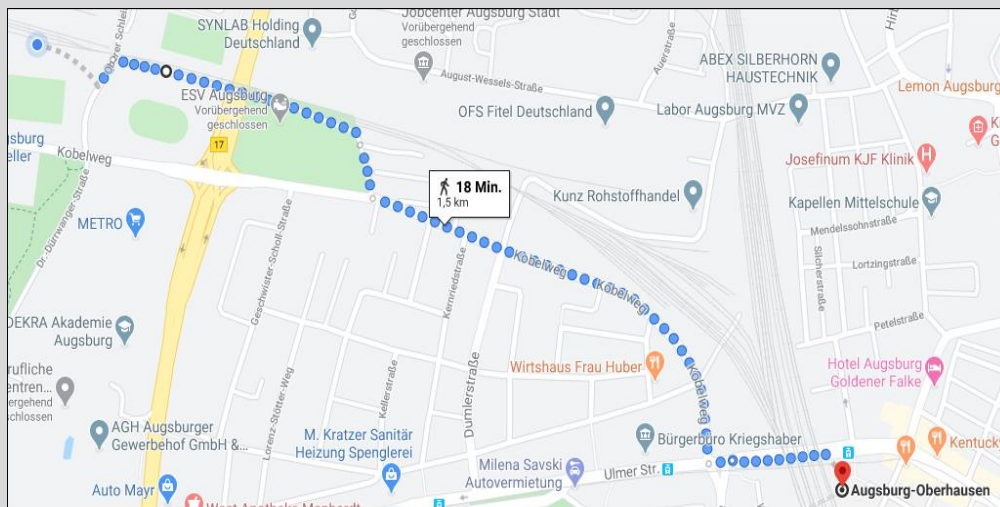 SYNLAB Holding
Deutschland
Jobcenter Augsburg Stadt
Vorübergehend
geschlossen
August-Wessels-Straße
Auerstraße
ABEX SILBERHORN
HAUSTECHNIK
Lemon Augsburg
ESV Augsburg
Vorübergehend
geschlossen
OFS Fitel Deutschland
Labor Augsburg MVZ
17
Kobelweg
Josefinum KJF Klinik
18 Min.
1,5 km
Kunz Rohstoffhandel
Kapellen Mittelschule
Mendelssohnstraße
METRO
Dr.-Dürrwanger-Straße
Geschwister-Scholl-Straße
Kernriedstraße
Kobelweg
Kobelweg
Silcherstraße
Lortzingstraße
Petelstraße
DEKRA Akademie
Augsburg
Wirtshaus Frau Huber
Hotel Augsburg
Goldener Falke
Kobelweg
Dumlerstraße
Kellerstraße
Lorenz-Stötter-Weg
AGH Augsburger
Gewerbehof GmbH &...
M. Kratzer Sanitär
Heizung Spenglerei
Bürgerbüro Kriegshaber
Milena Savski
Autovermietung
Ulmer Str.
Auto Mayr
Augsburg-Oberhausen